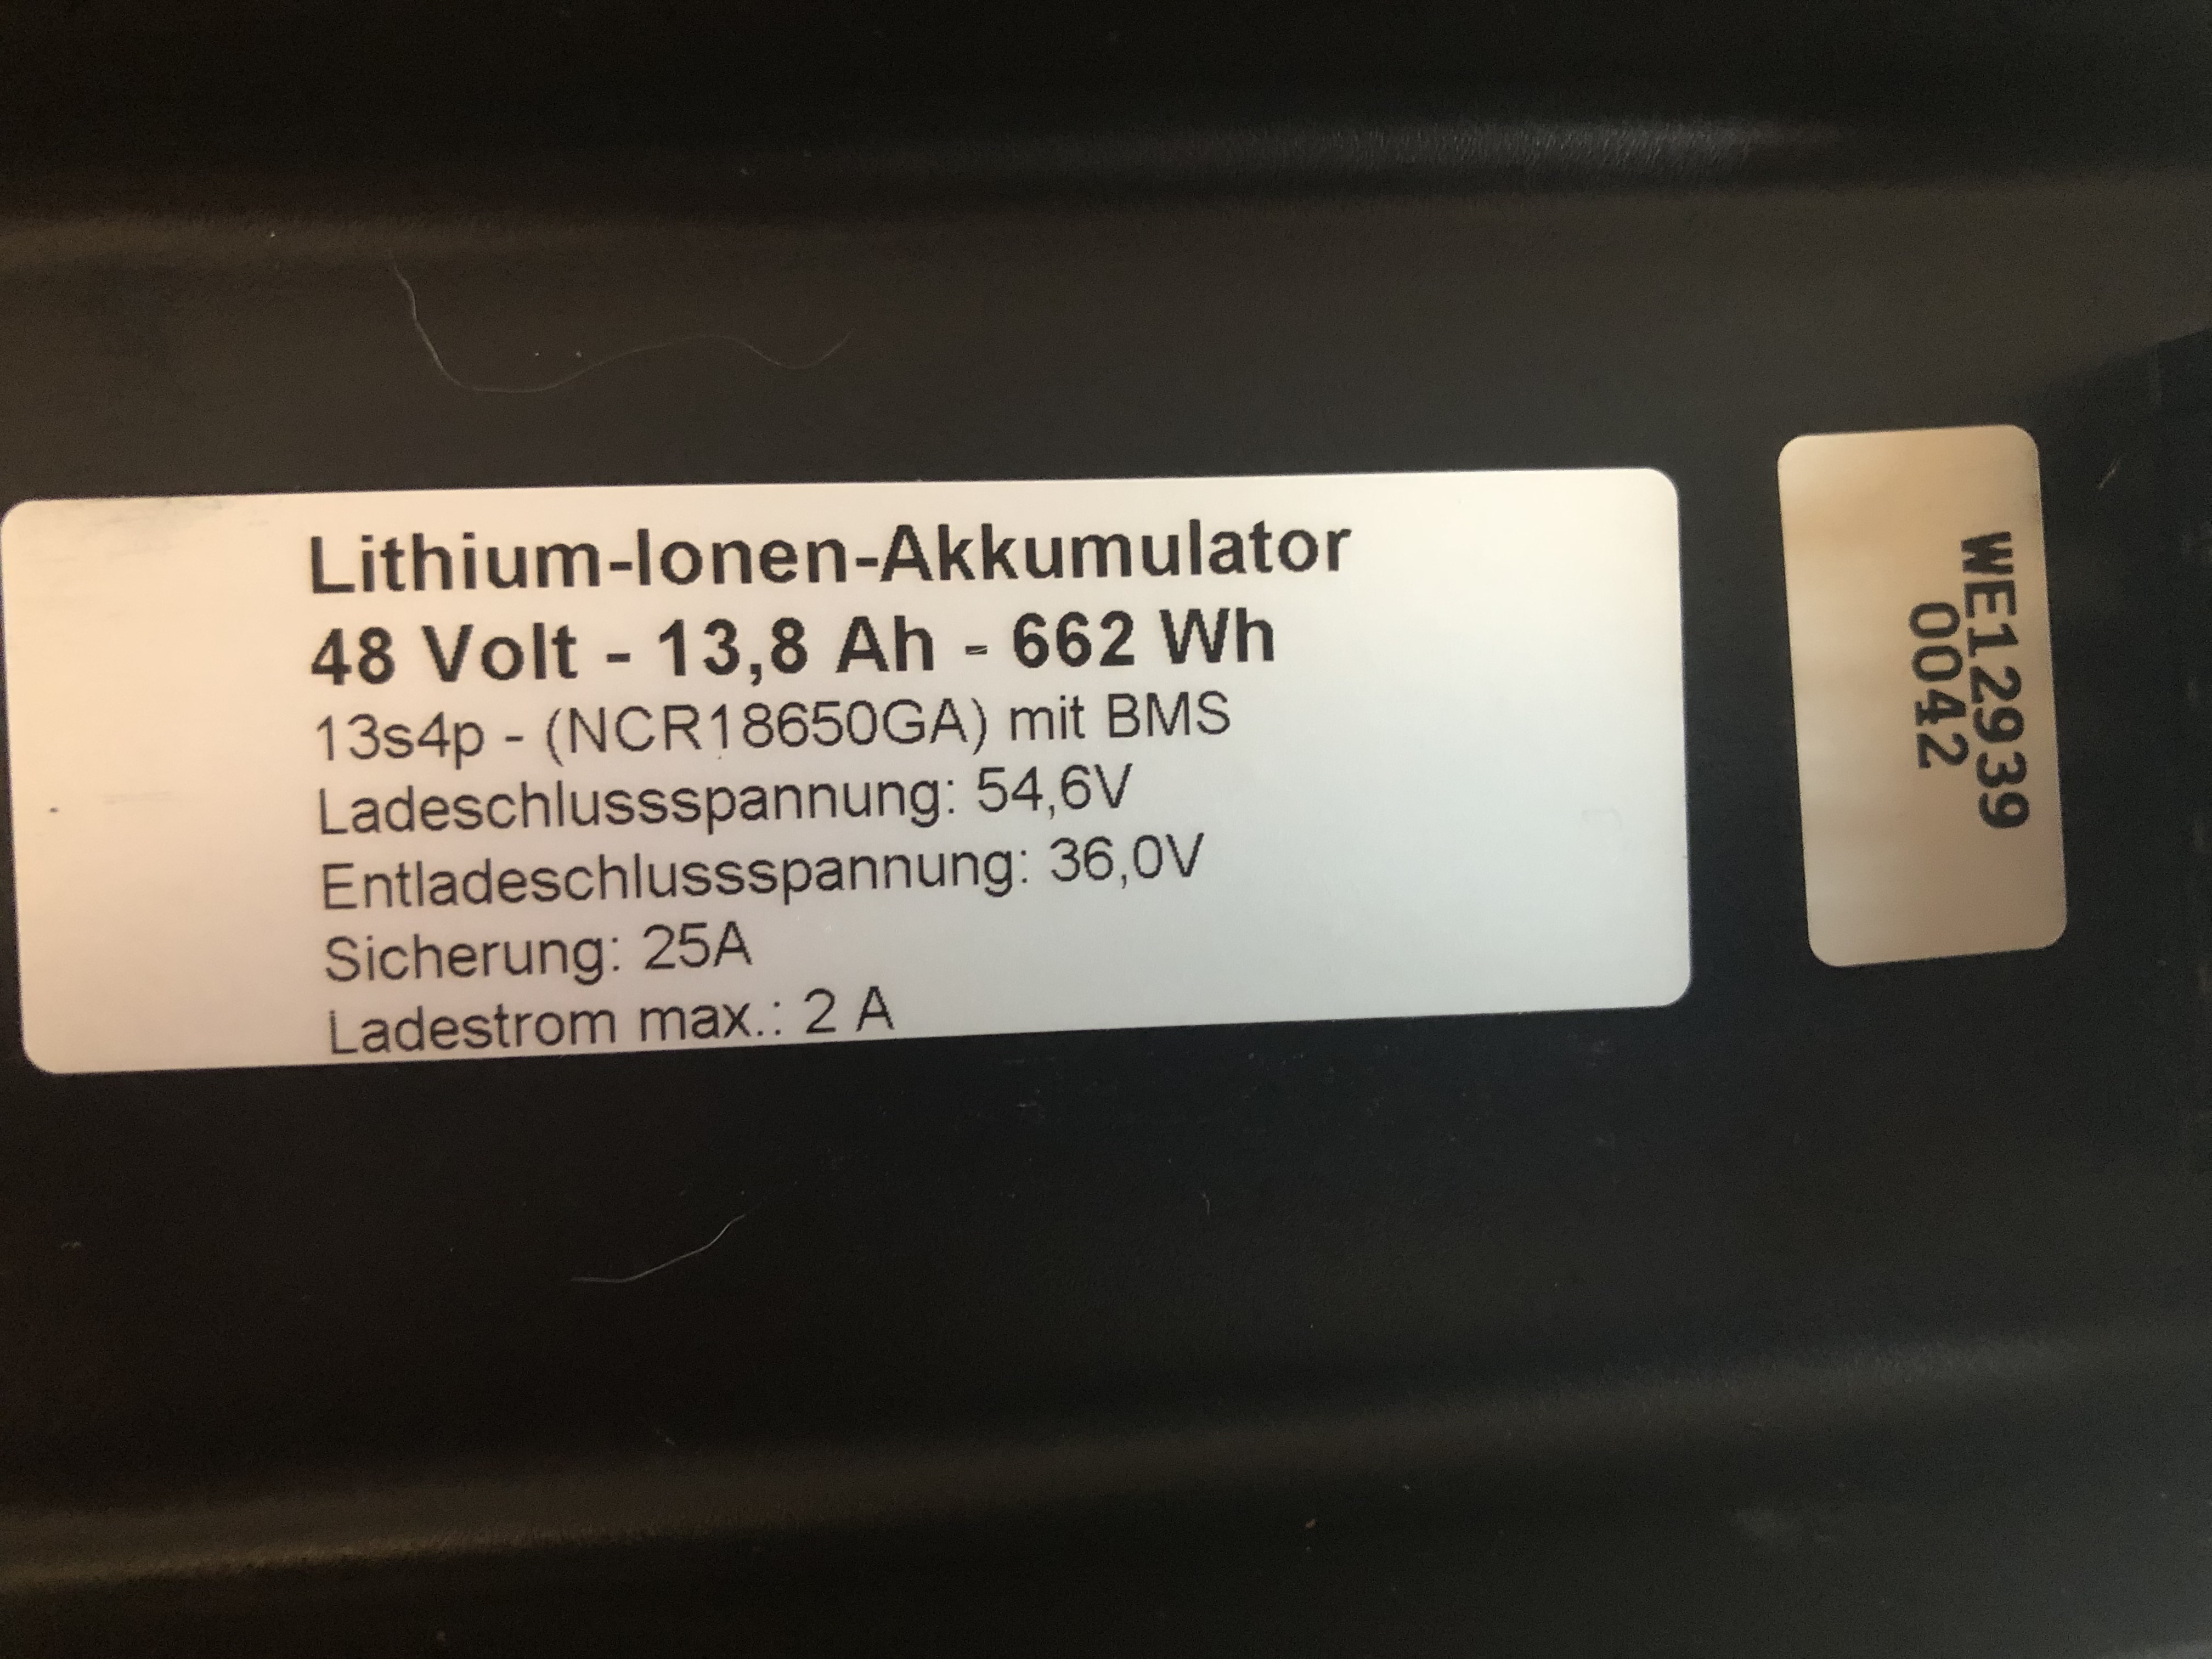 Lithium-Ionen-Akkumulator
48 Volt - 13,8 Ah - 662 Wh
13s4p - (NCR18650GA) mit BMS
Ladeschlussspannung: 54,6V
Entladeschlussspannung: 36,0V
Sicherung: 25A
Ladestrom max.: 2 A
WE12939
0042